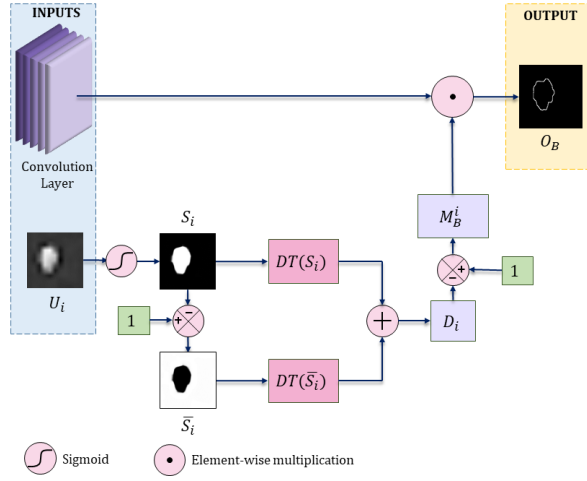 INPUTS
OUTPUT
Convolution
Layer
O_B
S_i
M_B^i
U_i
DT(S_i)
1
+ −
1
− +
+
D_i
DT(S̅_i)
S̅_i
Sigmoid
Element-wise multiplication